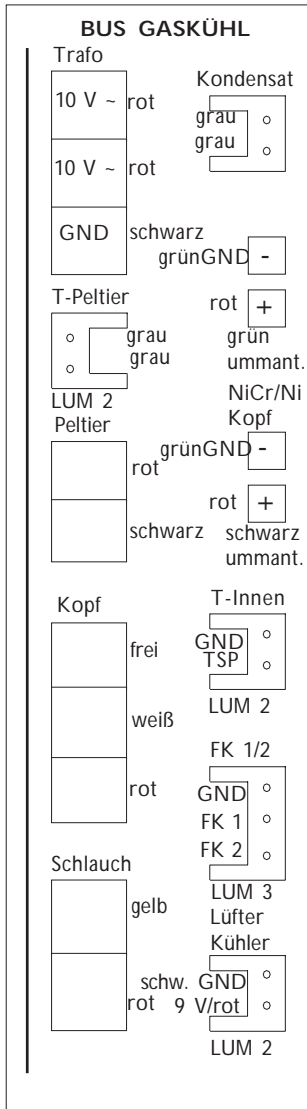 BUS GASKÜHL
Trafo
10 V ~ rot
10 V ~ rot
GND schwarz
Kondensat
grau
grau
grünGND -
rot +
grün
ummant.
T-Peltier
grau
grau
LUM 2
NiCr/Ni
Kopf
Peltier
rot
schwarz
grünGND -
rot +
schwarz
ummant.
Kopf
frei
weiß
rot
T-Innen
GND
TSP
LUM 2
FK 1/2
GND
FK 1
FK 2
LUM 3
Schlauch
gelb
rot
Lüfter
Kühler
schw. GND
9 V/rot
LUM 2